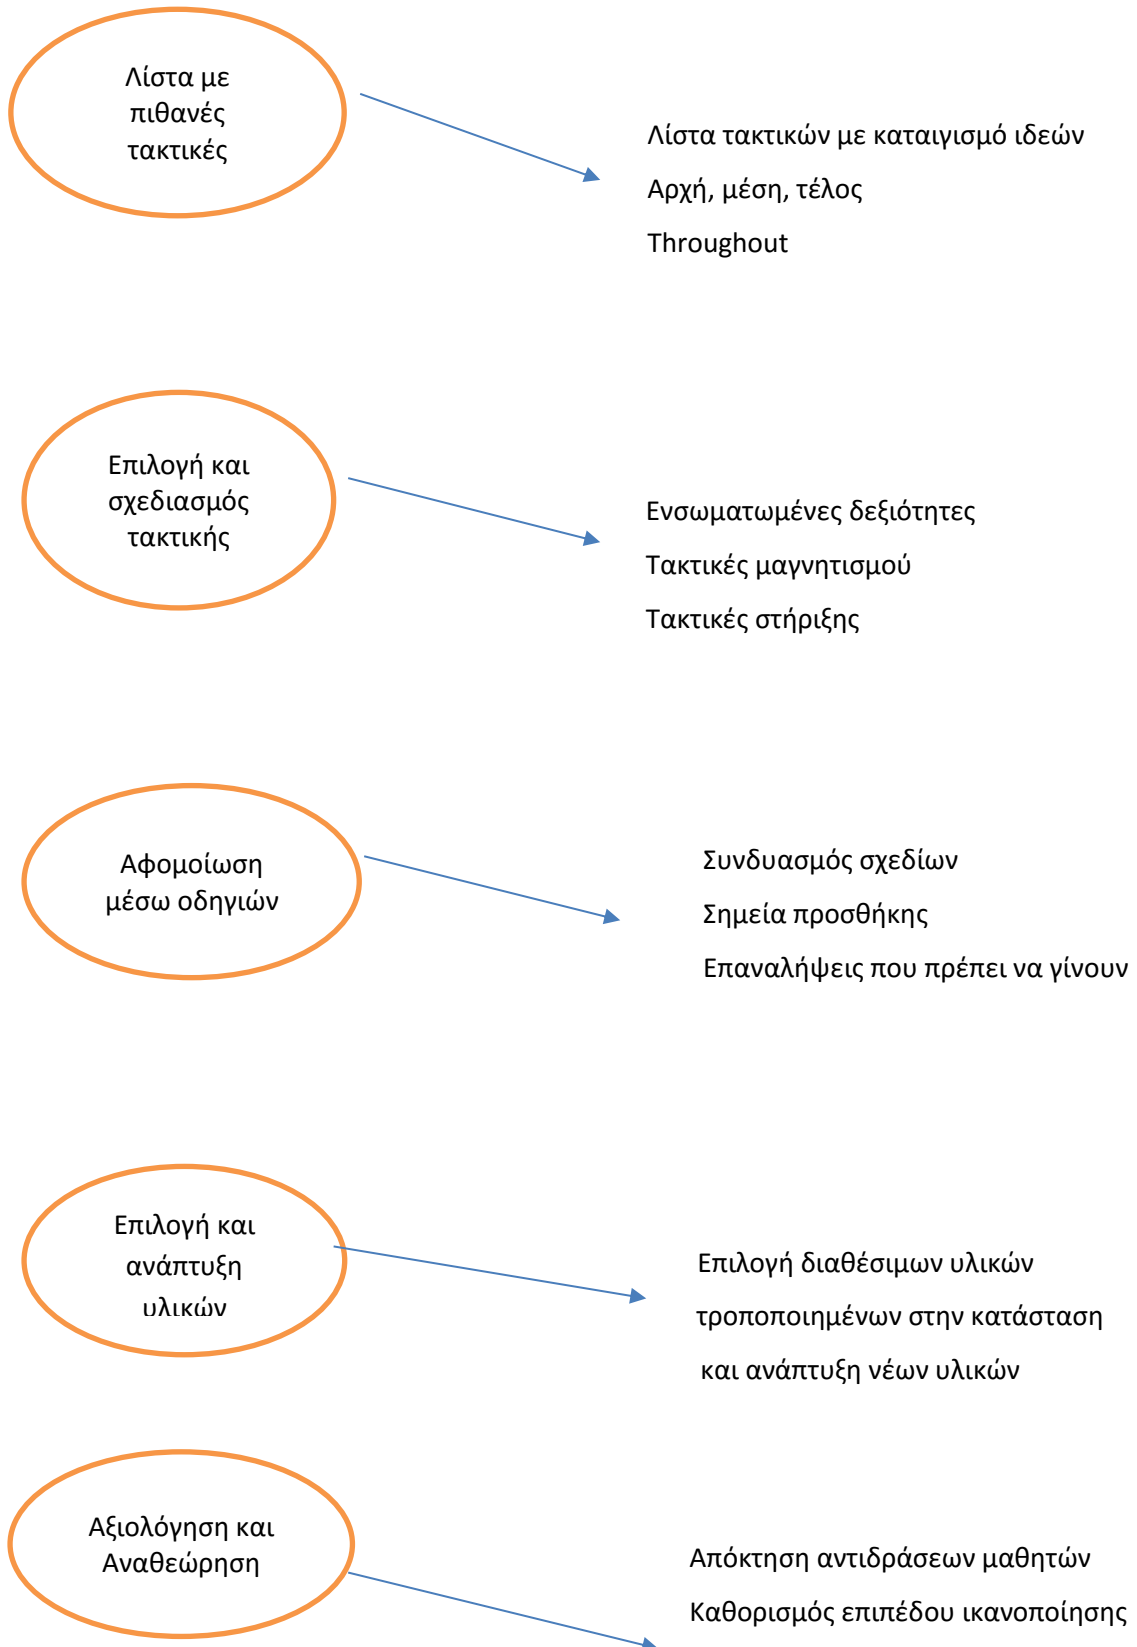 Λίστα με
πιθανές
τακτικές
Λίστα τακτικών με καταιγισμό ιδεών
Αρχή, μέση, τέλος
Throughout
Επιλογή και
σχεδιασμός
τακτικής
Ενσωματωμένες δεξιότητες
Τακτικές μαγνητισμού
Τακτικές στήριξης
Αφομοίωση
μέσω οδηγιών
Συνδυασμός σχεδίων
Σημεία προσθήκης
Επαναλήψεις που πρέπει να γίνουν
Επιλογή και
ανάπτυξη
υλικών
Επιλογή διαθέσιμων υλικών
τροποποιημένων στην κατάσταση
και ανάπτυξη νέων υλικών
Αξιολόγηση και
Αναθεώρηση
Απόκτηση αντιδράσεων μαθητών
Καθορισμός επιπέδου ικανοποίησης